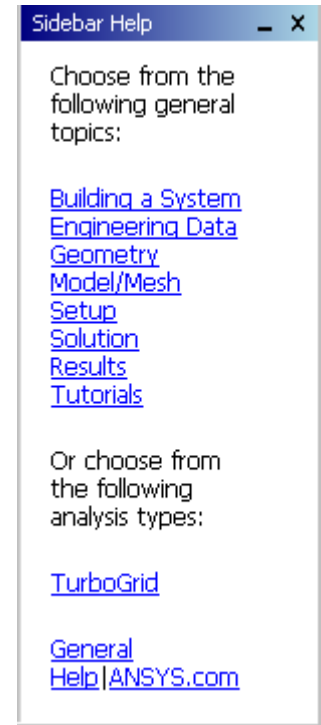 Sidebar Help
Choose from the
following general
topics:
Building a System
Engineering Data
Geometry
Model/Mesh
Setup
Solution
Results
Tutorials
Or choose from
the following
analysis types:
TurboGrid
General
Help|ANSYS.com